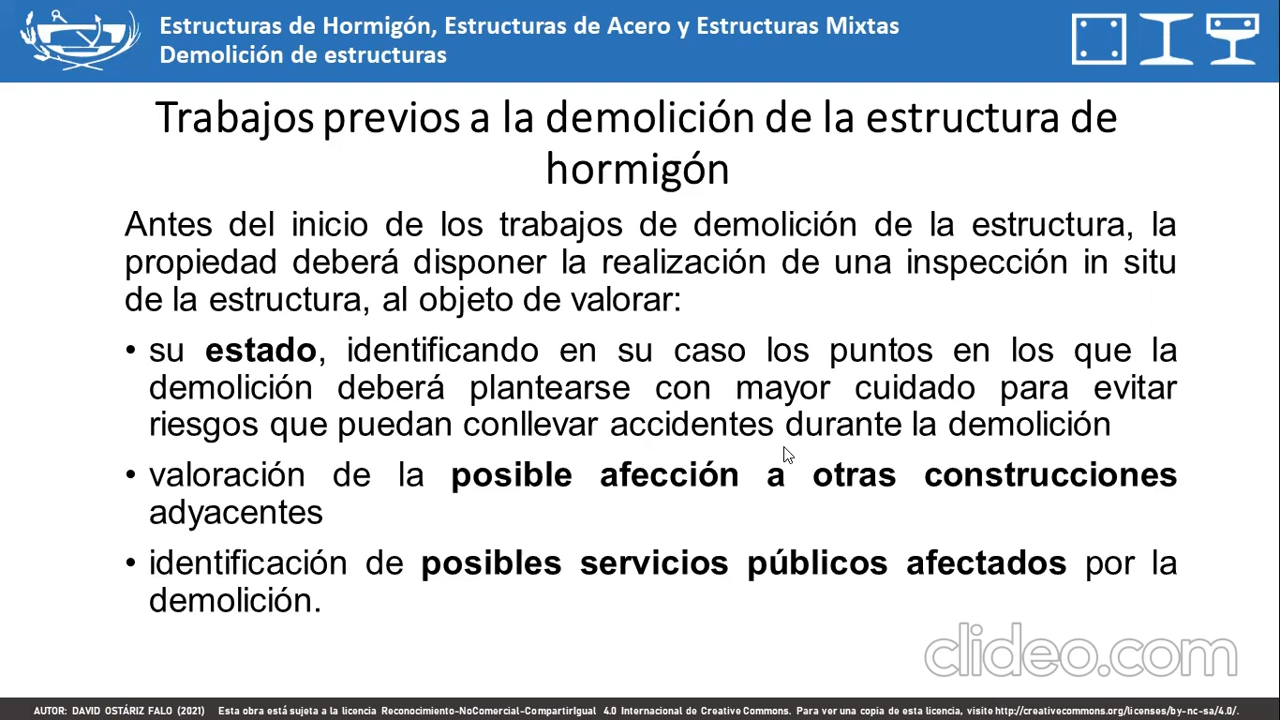 Estructuras de Hormigón, Estructuras de Acero y Estructuras Mixtas
Demolición de estructuras
Trabajos previos a la demolición de la estructura de
hormigón
Antes del inicio de los trabajos de demolición de la estructura, la
propiedad deberá disponer la realización de una inspección in situ
de la estructura, al objeto de valorar:
• su estado, identificando en su caso los puntos en los que la
demolición deberá plantearse con mayor cuidado para evitar
riesgos que puedan conllevar accidentes durante la demolición
• valoración de la posible afección a otras construcciones
adyacentes
• identificación de posibles servicios públicos afectados por la
demolición.
clideo.com
AUTOR: DAVID OSTÁRIZ FALO (2021) Esta obra está sujeta a la licencia Reconocimiento-NoComercial-CompartirIgual 4.0 Internacional de Creative Commons. Para ver una copia de esta licencia, visite http://creativecommons.org/licenses/by-nc-sa/4.0/.